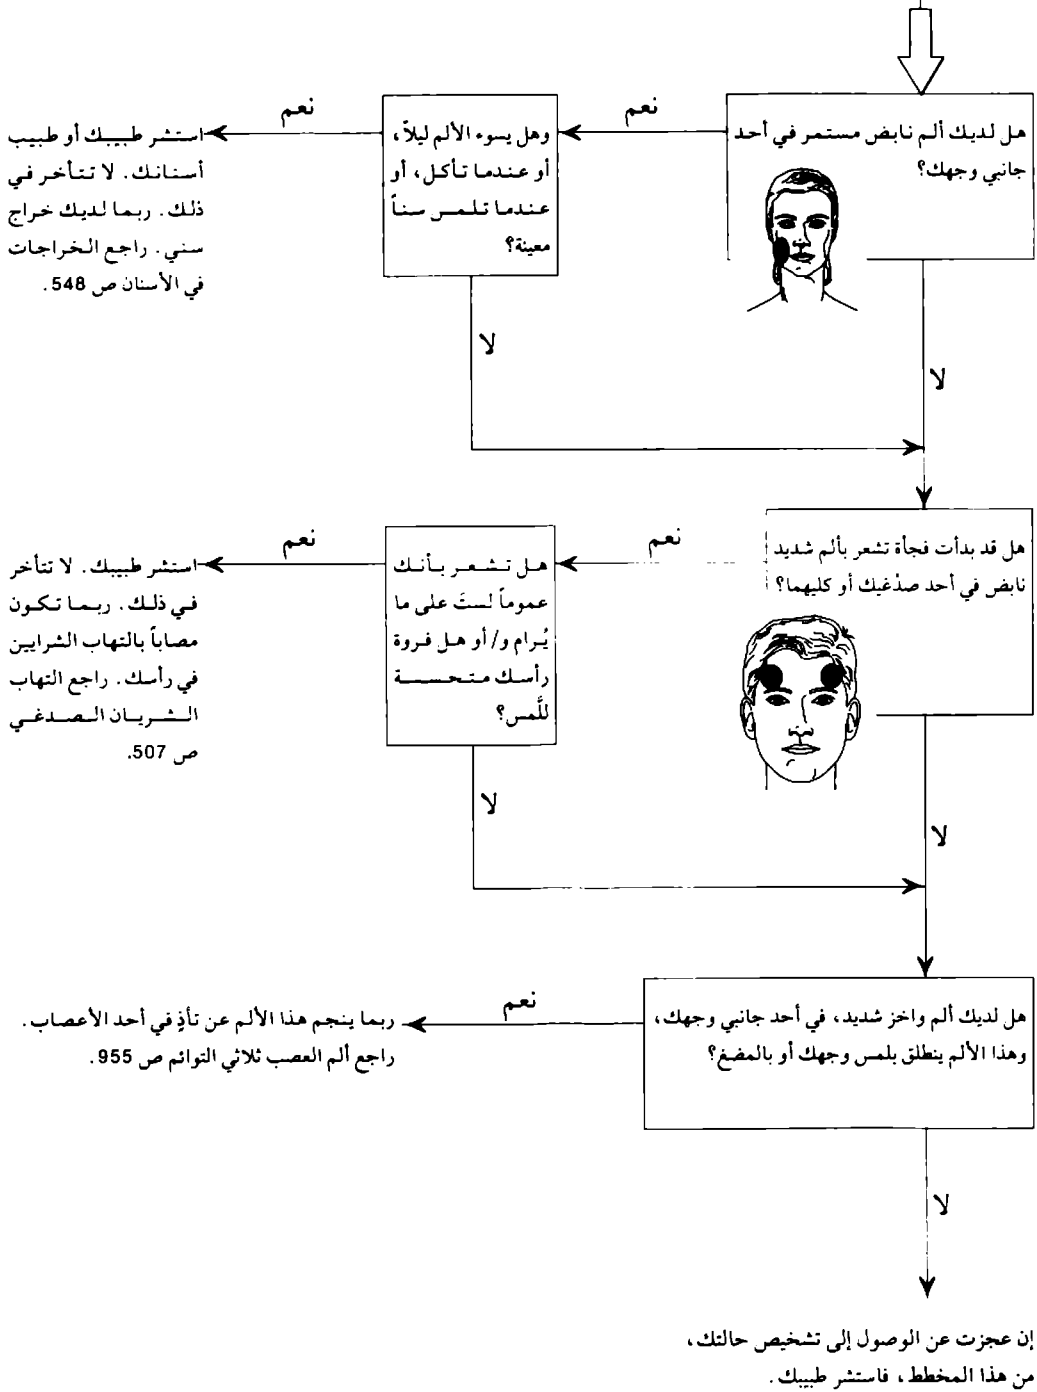 هل لديك ألم نابض مستمر في أحد
جانبي وجهك؟
نعم
وهل يسوء الألم ليلاً،
أو عندما تأكل، أو
عندما تلمس سناً
معينة؟
نعم
استشر طبيبك أو طبيب
أسنانك. لا تتأخر في
ذلك. ربما لديك خراج
سني. راجع الخراجات
في الأسنان ص 548.
لا
لا
هل قد بدأت فجأة تشعر بألم شديد
نابض في أحد صدْغيك أو كليهما؟
نعم
هل تشعر بأنك
عموماً لستَ على ما
يُرام و/ أو هل فروة
رأسك متحسسة
للَّمس؟
نعم
استشر طبيبك. لا تتأخر
في ذلك. ربما تكون
مصاباً بالتهاب الشرايين
في رأسك. راجع التهاب
الشريان الصدغي
ص 507.
لا
لا
هل لديك ألم واخز شديد، في أحد جانبي وجهك،
وهذا الألم ينطلق بلمس وجهك أو بالمضغ؟
نعم
ربما ينجم هذا الألم عن تأذٍ في أحد الأعصاب.
راجع ألم العصب ثلاثي التوائم ص 955.
لا
إن عجزت عن الوصول إلى تشخيص حالتك،
من هذا المخطط، فاستشر طبيبك.